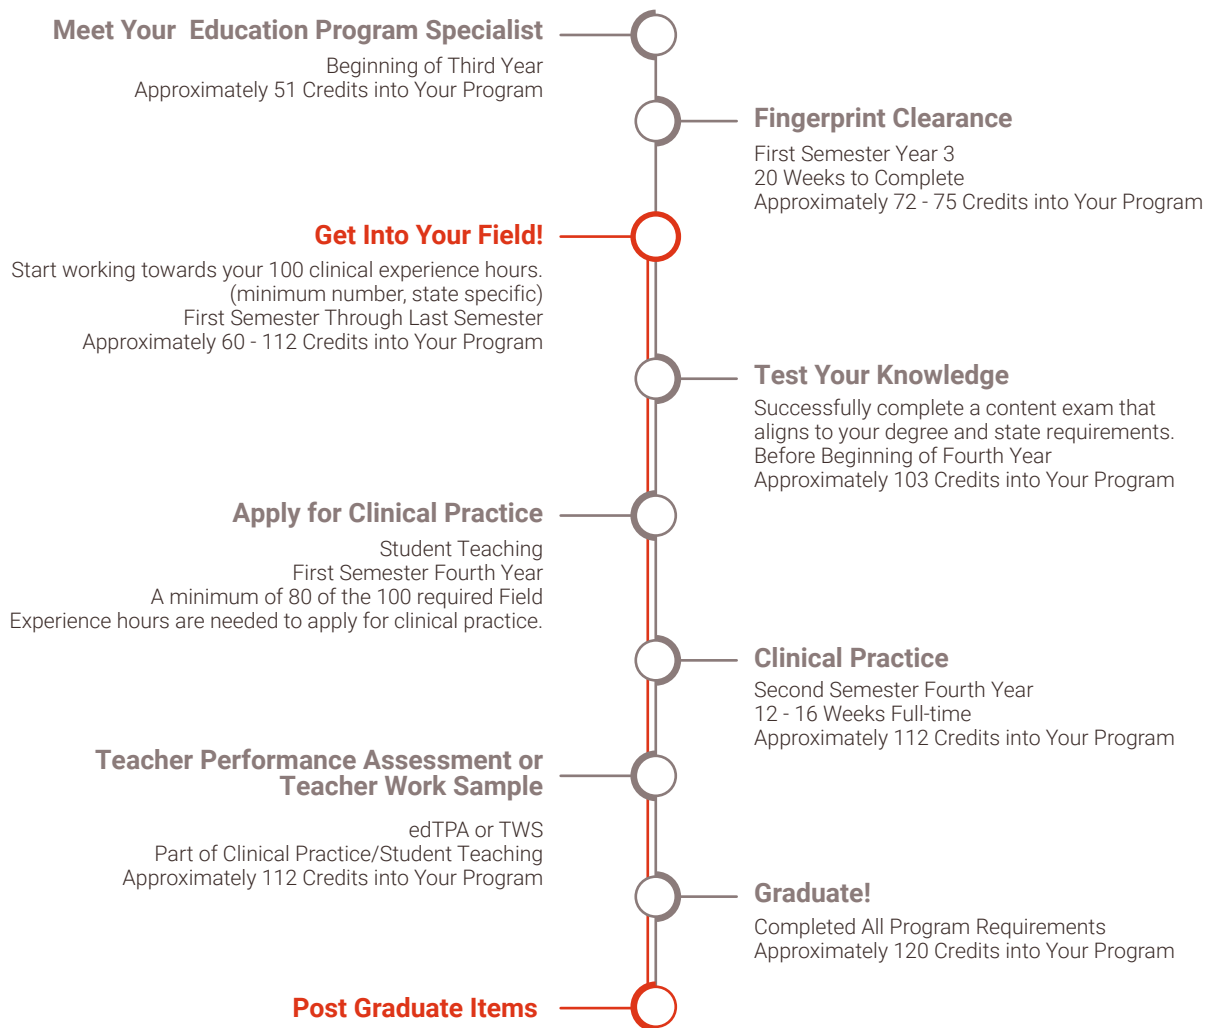 Meet Your Education Program Specialist
Beginning of Third Year
Approximately 51 Credits into Your Program
Fingerprint Clearance
First Semester Year 3
20 Weeks to Complete
Approximately 72 - 75 Credits into Your Program
Get Into Your Field!
Start working towards your 100 clinical experience hours.
(minimum number, state specific)
First Semester Through Last Semester
Approximately 60 - 112 Credits into Your Program
Test Your Knowledge
Successfully complete a content exam that
aligns to your degree and state requirements.
Before Beginning of Fourth Year
Approximately 103 Credits into Your Program
Apply for Clinical Practice
Student Teaching
First Semester Fourth Year
A minimum of 80 of the 100 required Field
Experience hours are needed to apply for clinical practice.
Clinical Practice
Second Semester Fourth Year
12 - 16 Weeks Full-time
Approximately 112 Credits into Your Program
Teacher Performance Assessment or
Teacher Work Sample
edTPA or TWS
Part of Clinical Practice/Student Teaching
Approximately 112 Credits into Your Program
Graduate!
Completed All Program Requirements
Approximately 120 Credits into Your Program
Post Graduate Items